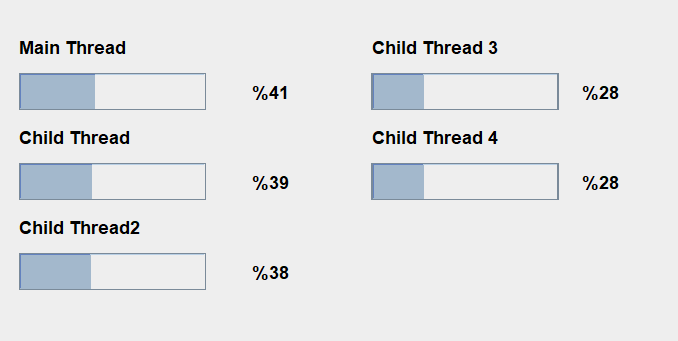 Main Thread
%41
Child Thread
%39
Child Thread2
%38
Child Thread 3
%28
Child Thread 4
%28